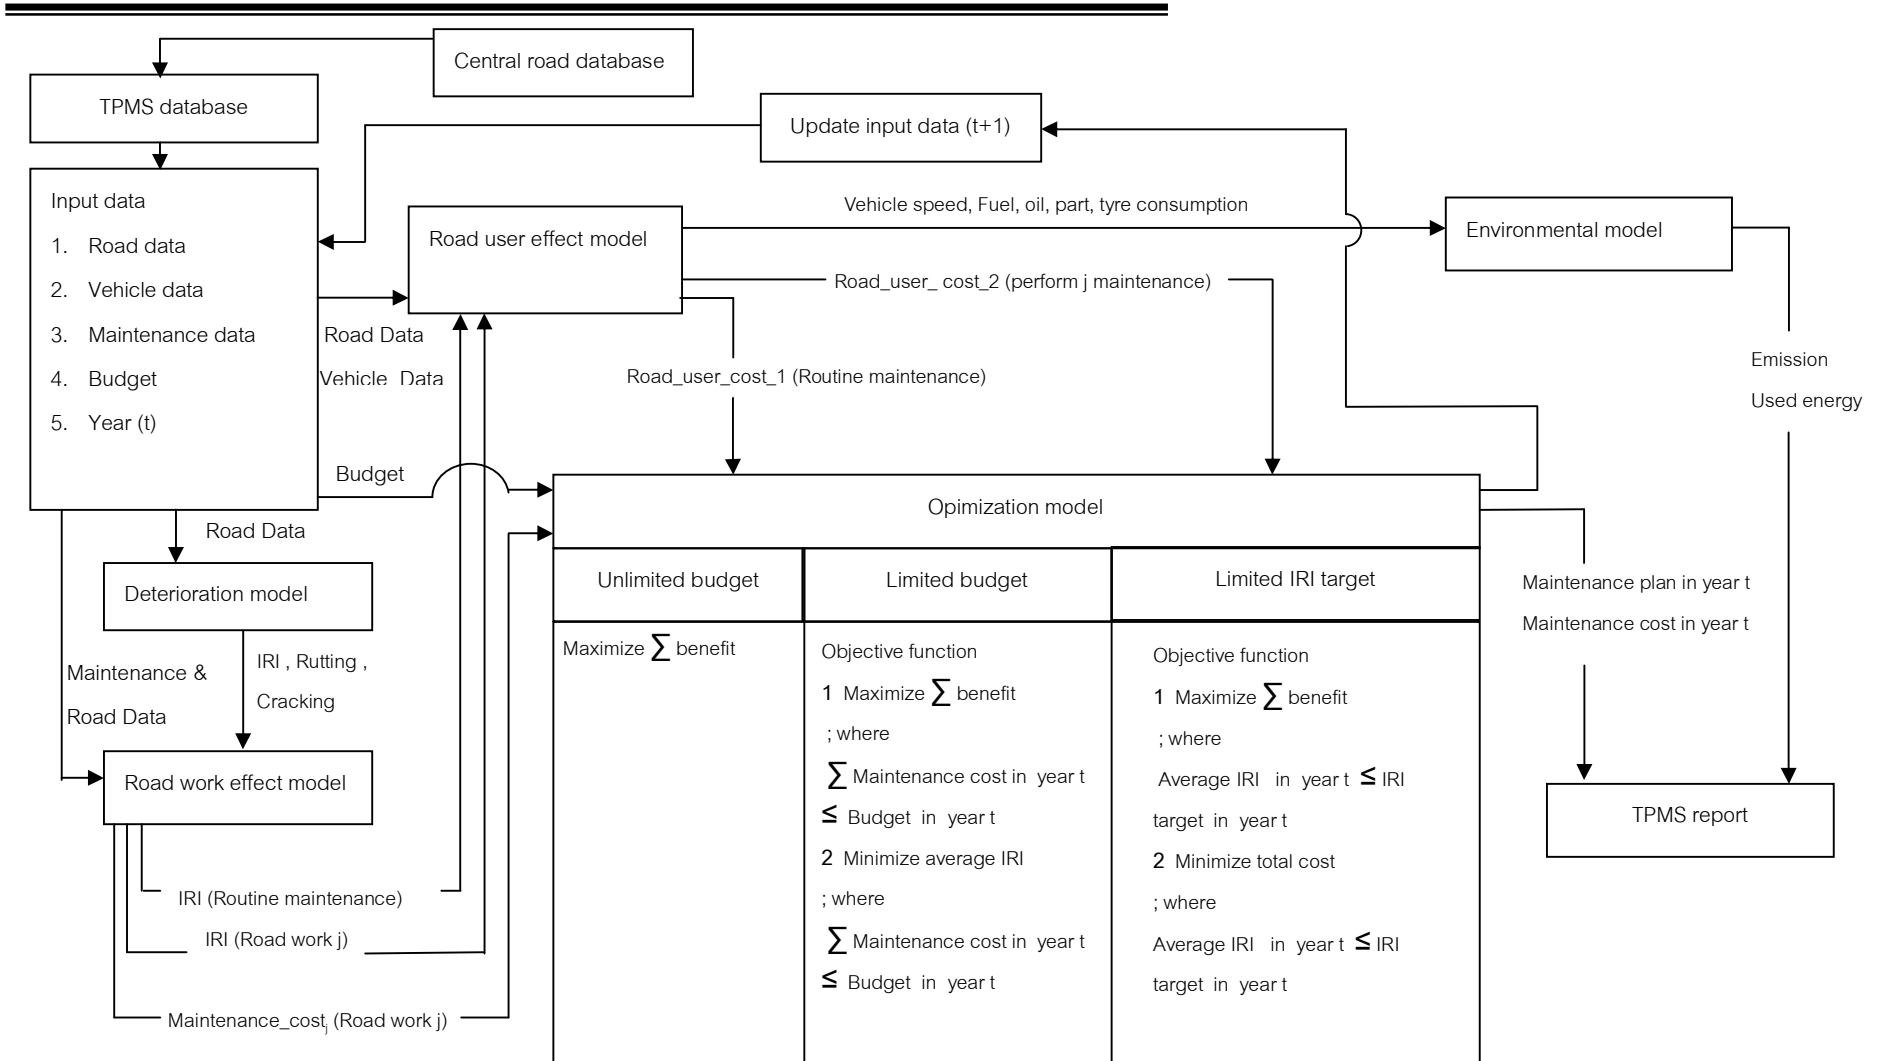 Central road database
TPMS database
Update input data (t+1)
Input data
1. Road data
2. Vehicle data
3. Maintenance data
4. Budget
5. Year (t)
Road user effect model
Vehicle speed, Fuel, oil, part, tyre consumption
Environmental model
Road_user_ cost_2 (perform j maintenance)
Road Data
Vehicle Data
Road_user_cost_1 (Routine maintenance)
Emission
Used energy
Budget
Opimization model
Road Data
Deterioration model
IRI , Rutting ,
Cracking
Maintenance &
Road Data
Road work effect model
IRI (Routine maintenance)
IRI (Road work j)
Maintenance_costj (Road work j)
Unlimited budget
Maximize ∑ benefit
Limited budget
Objective function
1 Maximize ∑ benefit
; where
∑ Maintenance cost in year t
≤ Budget in year t
2 Minimize average IRI
; where
∑ Maintenance cost in year t
≤ Budget in year t
Limited IRI target
Objective function
1 Maximize ∑ benefit
; where
Average IRI in year t ≤ IRI
target in year t
2 Minimize total cost
; where
Average IRI in year t ≤ IRI
target in year t
Maintenance plan in year t
Maintenance cost in year t
TPMS report